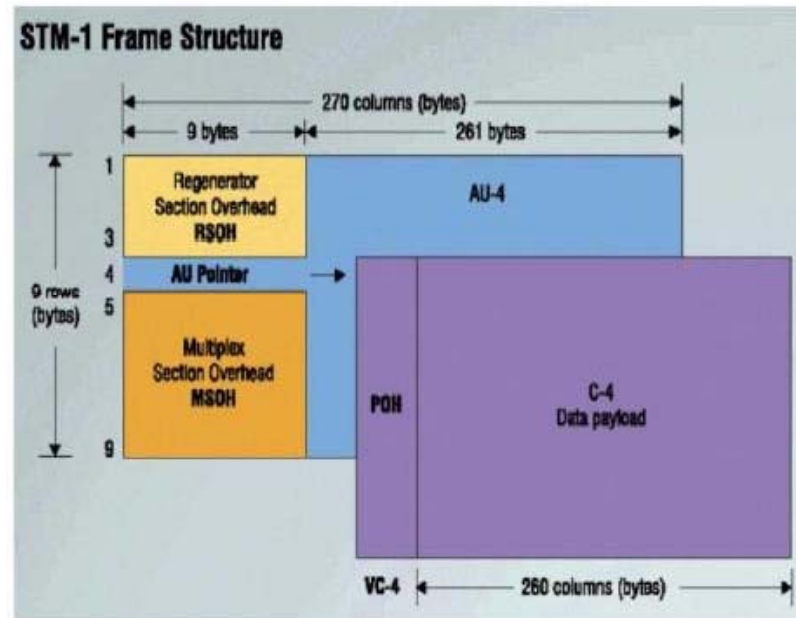 STM-1 Frame Structure
270 columns (bytes)
9 bytes
261 bytes
1
Regenerator
Section Overhead
RSOH
AU-4
3
4
AU Pointer
9 rows
(bytes)
5
Multiplex
Section Overhead
MSOH
POH
C-4
Data payload
9
VC-4
260 columns (bytes)